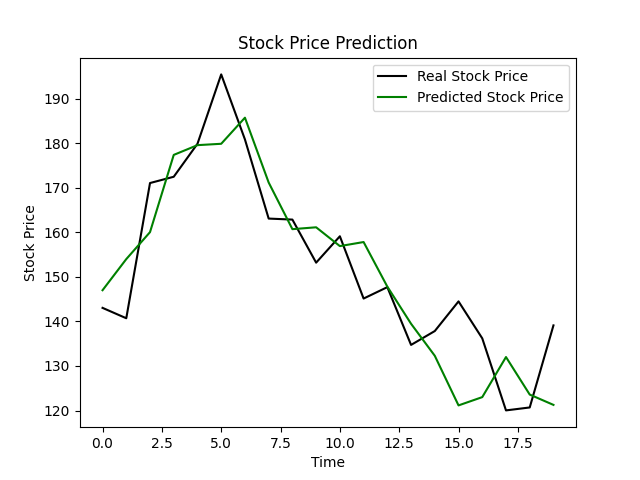 Stock Price Prediction
Real Stock Price
Predicted Stock Price
Stock Price
190
180
170
160
150
140
130
120
0.0 2.5 5.0 7.5 10.0 12.5 15.0 17.5
Time